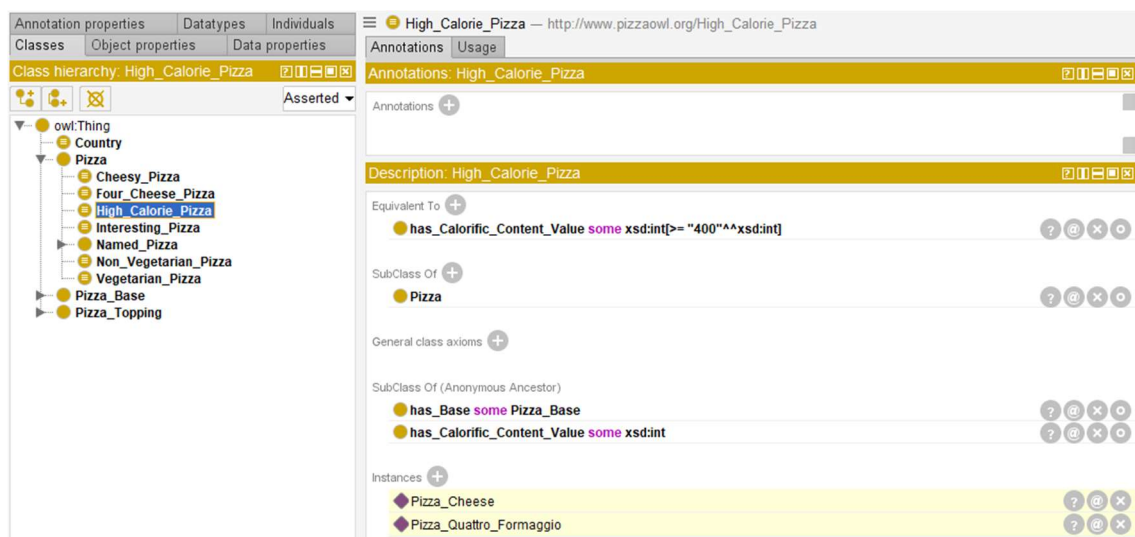 Annotation properties Datatypes Individuals
Classes Object properties Data properties
Class hierarchy: High_Calorie_Pizza
Asserted
owl:Thing
Country
Pizza
Cheesy_Pizza
Four_Cheese_Pizza
High_Calorie_Pizza
Interesting_Pizza
Named_Pizza
Non_Vegetarian_Pizza
Vegetarian_Pizza
Pizza_Base
Pizza_Topping
High_Calorie_Pizza — http://www.pizzaowl.org/High_Calorie_Pizza
Annotations Usage
Annotations: High_Calorie_Pizza
Annotations
Description: High_Calorie_Pizza
Equivalent To
has_Calorific_Content_Value some xsd:int[>= "400"^^xsd:int]
SubClass Of
Pizza
General class axioms
SubClass Of (Anonymous Ancestor)
has_Base some Pizza_Base
has_Calorific_Content_Value some xsd:int
Instances
Pizza_Cheese
Pizza_Quattro_Formaggio